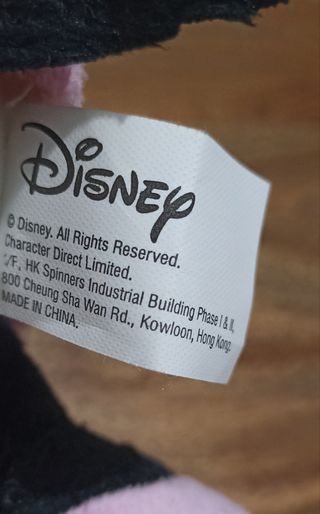 Disney
© Disney. All Rights Reserved.
Character Direct Limited.
/F, HK Spinners Industrial Building Phase I & II,
800 Cheung Sha Wan Rd., Kowloon, Hong Kong.
MADE IN CHINA.